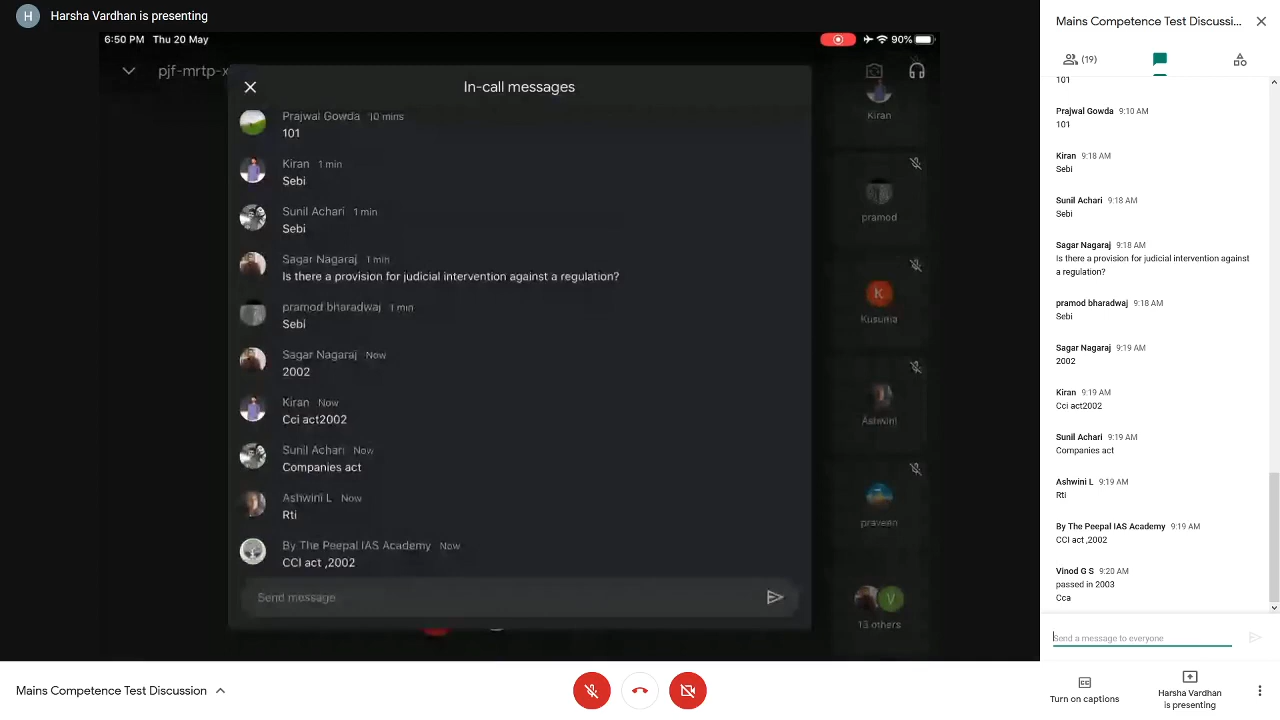 H Harsha Vardhan is presenting
6:50 PM Thu 20 May
90%
pjf-mrtp-x
In-call messages
Prajwal Gowda 10 mins
101
Kiran 1 min
Sebi
Sunil Achari 1 min
Sebi
Sagar Nagaraj 1 min
Is there a provision for judicial intervention against a regulation?
pramod bharadwaj 1 min
Sebi
Sagar Nagaraj Now
2002
Kiran Now
Cci act2002
Sunil Achari Now
Companies act
Ashwini L Now
Rti
By The Peepal IAS Academy Now
CCI act ,2002
Send message
Kiran
pramod
K
Kusuma
Ashwini
praveen
V
13 others
Mains Competence Test Discussi...
(19)
101
Prajwal Gowda 9:10 AM
101
Kiran 9:18 AM
Sebi
Sunil Achari 9:18 AM
Sebi
Sagar Nagaraj 9:18 AM
Is there a provision for judicial intervention against
a regulation?
pramod bharadwaj 9:18 AM
Sebi
Sagar Nagaraj 9:19 AM
2002
Kiran 9:19 AM
Cci act2002
Sunil Achari 9:19 AM
Companies act
Ashwini L 9:19 AM
Rti
By The Peepal IAS Academy 9:19 AM
CCI act ,2002
Vinod G S 9:20 AM
passed in 2003
Cca
Send a message to everyone
Mains Competence Test Discussion
Turn on captions
Harsha Vardhan
is presenting